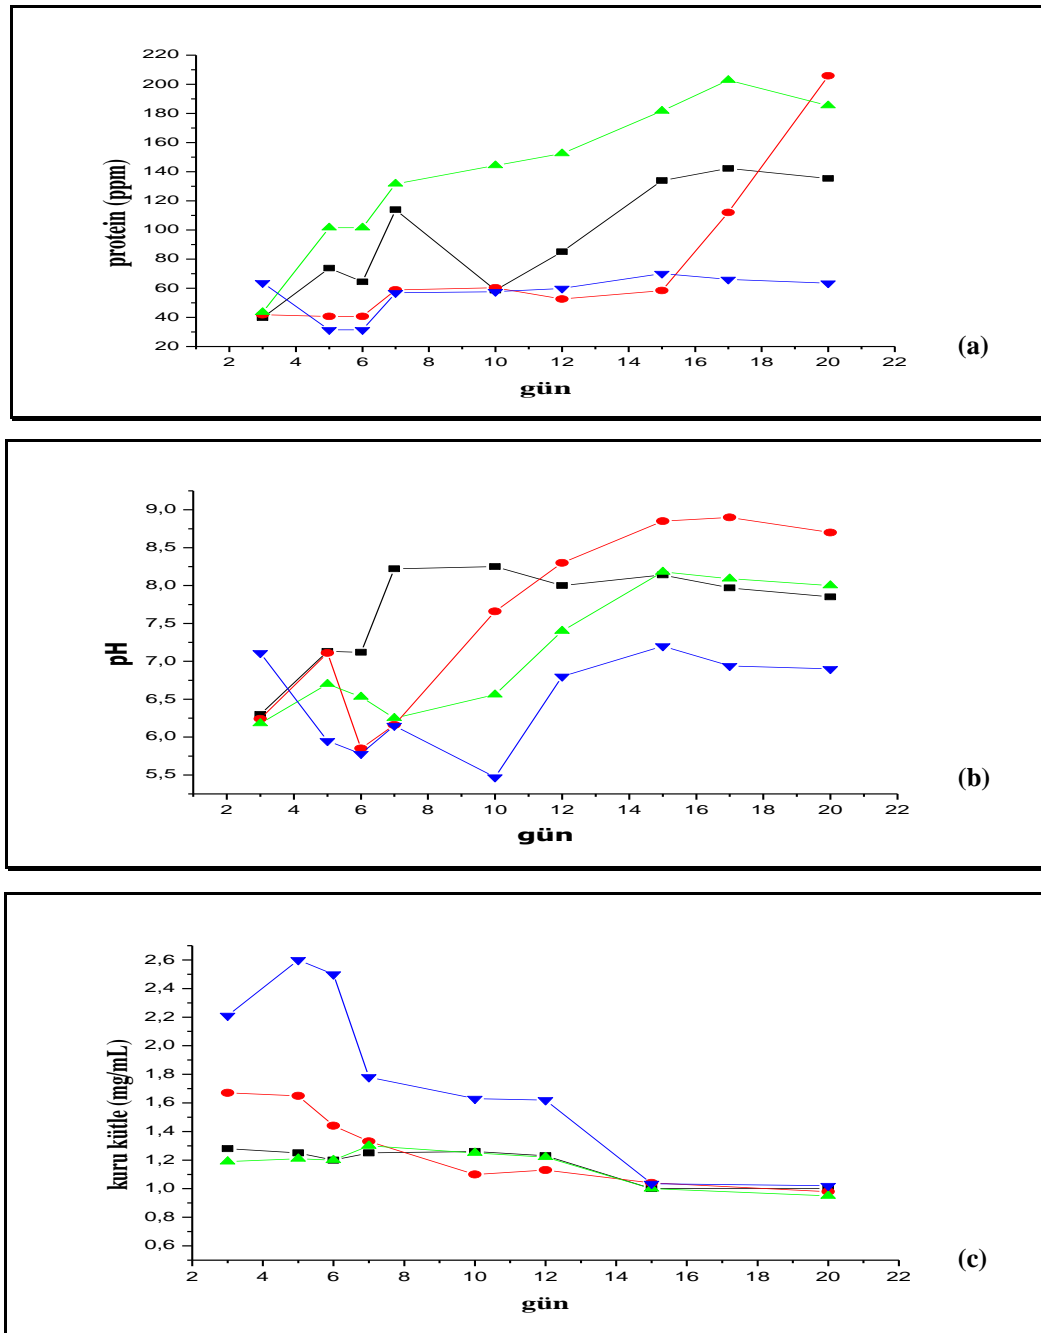 220
200
180
160
140
120
100
80
60
40
20
protein (ppm)
2 4 6 8 10 12 14 16 18 20 22
gün
(a)
9,0
8,5
8,0
7,5
7,0
6,5
6,0
5,5
pH
2 4 6 8 10 12 14 16 18 20 22
gün
(b)
2,6
2,4
2,2
2,0
1,8
1,6
1,4
1,2
1,0
0,8
0,6
kuru kütle (mg/mL)
2 4 6 8 10 12 14 16 18 20 22
gün
(c)